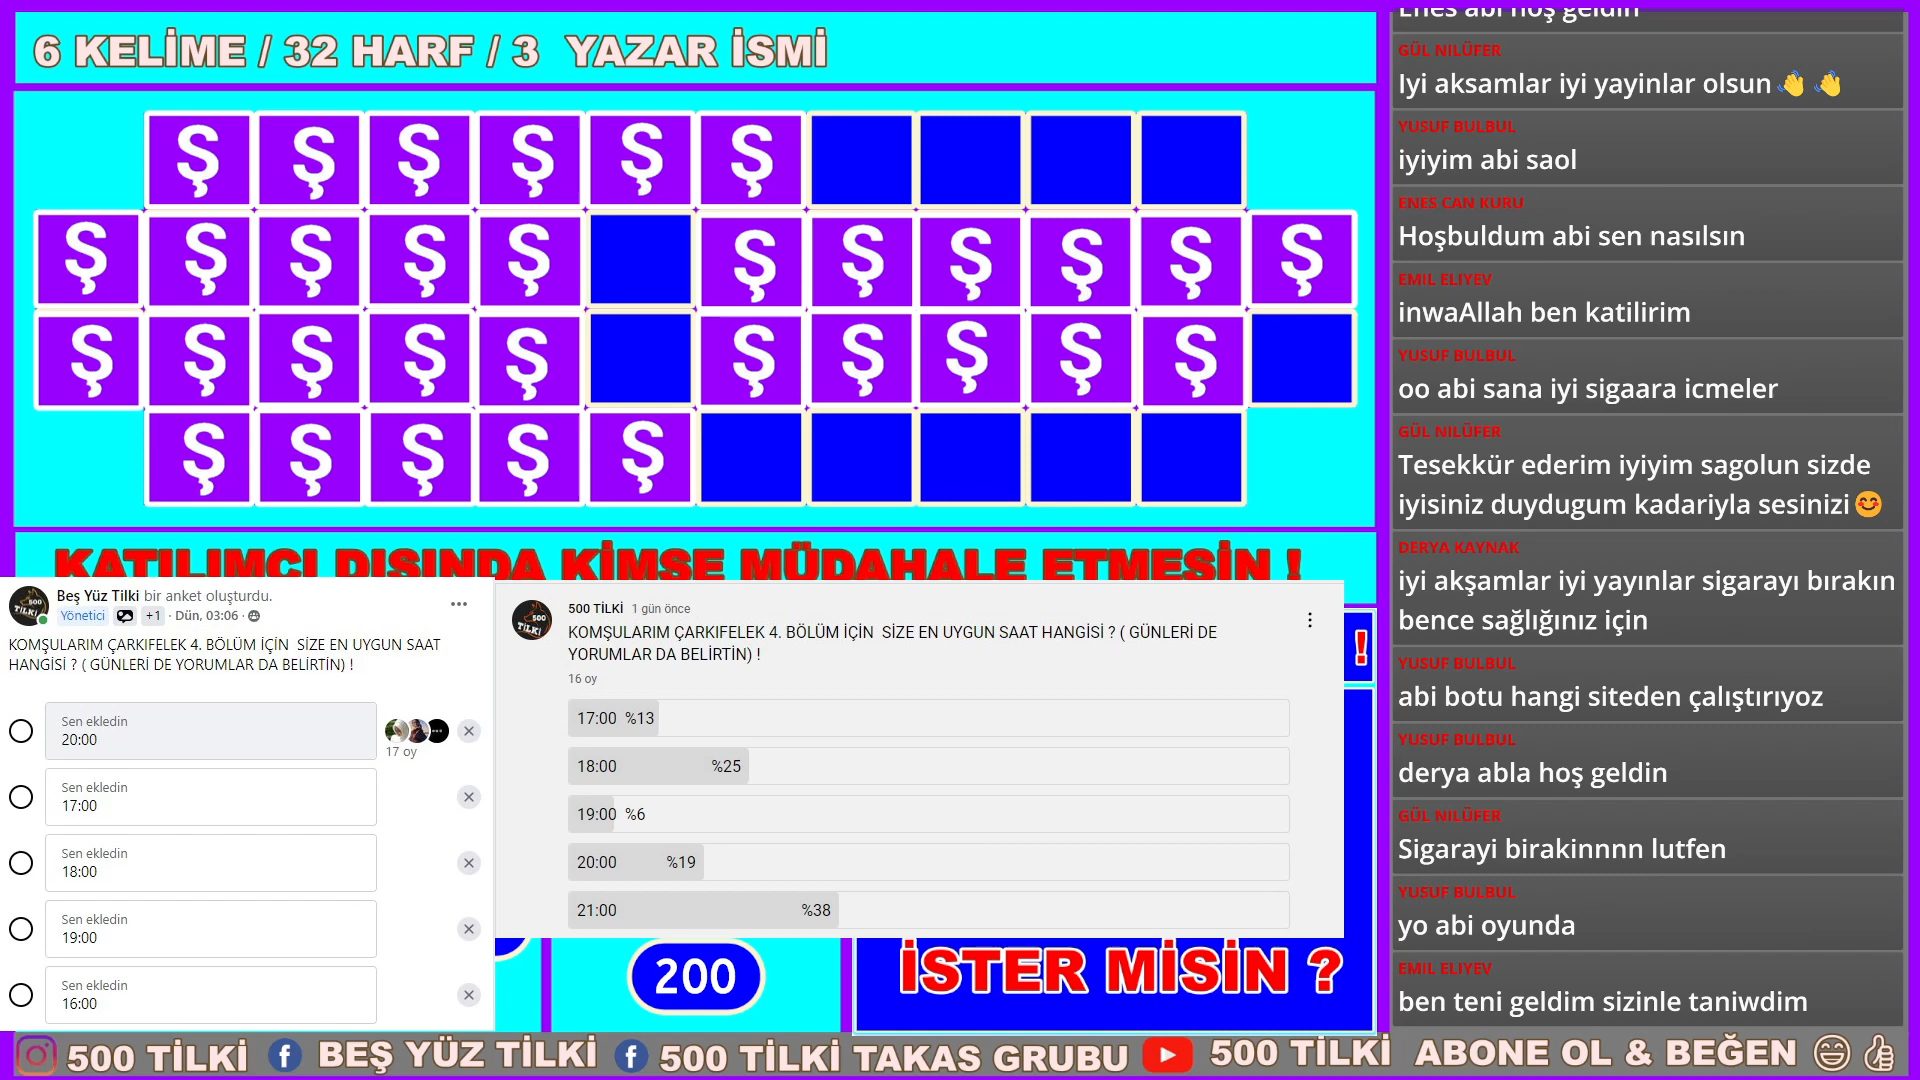 6 KELİME / 32 HARF / 3 YAZAR İSMİ
Ş Ş Ş Ş Ş Ş
Ş Ş Ş Ş Ş Ş Ş Ş Ş Ş Ş
Ş Ş Ş Ş Ş Ş Ş Ş Ş Ş
Ş Ş Ş Ş Ş
KATILIMCI DIŞINDA KİMSE MÜDAHALE ETMESİN !
Beş Yüz Tilki bir anket oluşturdu.
Yönetici +1 · Dün, 03:06 ·
KOMŞULARIM ÇARKIFELEK 4. BÖLÜM İÇİN SİZE EN UYGUN SAAT
HANGİSİ ? ( GÜNLERİ DE YORUMLAR DA BELİRTİN) !
Sen ekledin
20:00
17 oy
Sen ekledin
17:00
Sen ekledin
18:00
Sen ekledin
19:00
Sen ekledin
16:00
500 TİLKİ 1 gün önce
KOMŞULARIM ÇARKIFELEK 4. BÖLÜM İÇİN SİZE EN UYGUN SAAT HANGİSİ ? ( GÜNLERİ DE
YORUMLAR DA BELİRTİN) !
16 oy
17:00 %13
18:00 %25
19:00 %6
20:00 %19
21:00 %38
!
200
İSTER MİSİN ?
Enes abi hoş geldin
GÜL NILÜFER
Iyi aksamlar iyi yayinlar olsun👋 👋
YUSUF BULBUL
iyiyim abi saol
ENES CAN KURU
Hoşbuldum abi sen nasılsın
EMIL ELIYEV
inwaAllah ben katilirim
YUSUF BULBUL
oo abi sana iyi sigaara icmeler
GÜL NILÜFER
Tesekkür ederim iyiyim sagolun sizde
iyisiniz duydugum kadariyla sesinizi😊
DERYA KAYNAK
iyi akşamlar iyi yayınlar sigarayı bırakın
bence sağlığınız için
YUSUF BULBUL
abi botu hangi siteden çalıştırıyoz
YUSUF BULBUL
derya abla hoş geldin
GÜL NILÜFER
Sigarayi birakinnnn lutfen
YUSUF BULBUL
yo abi oyunda
EMIL ELIYEV
ben teni geldim sizinle taniwdim
500 TİLKİ BEŞ YÜZ TİLKİ 500 TİLKİ TAKAS GRUBU 500 TİLKİ ABONE OL & BEĞEN